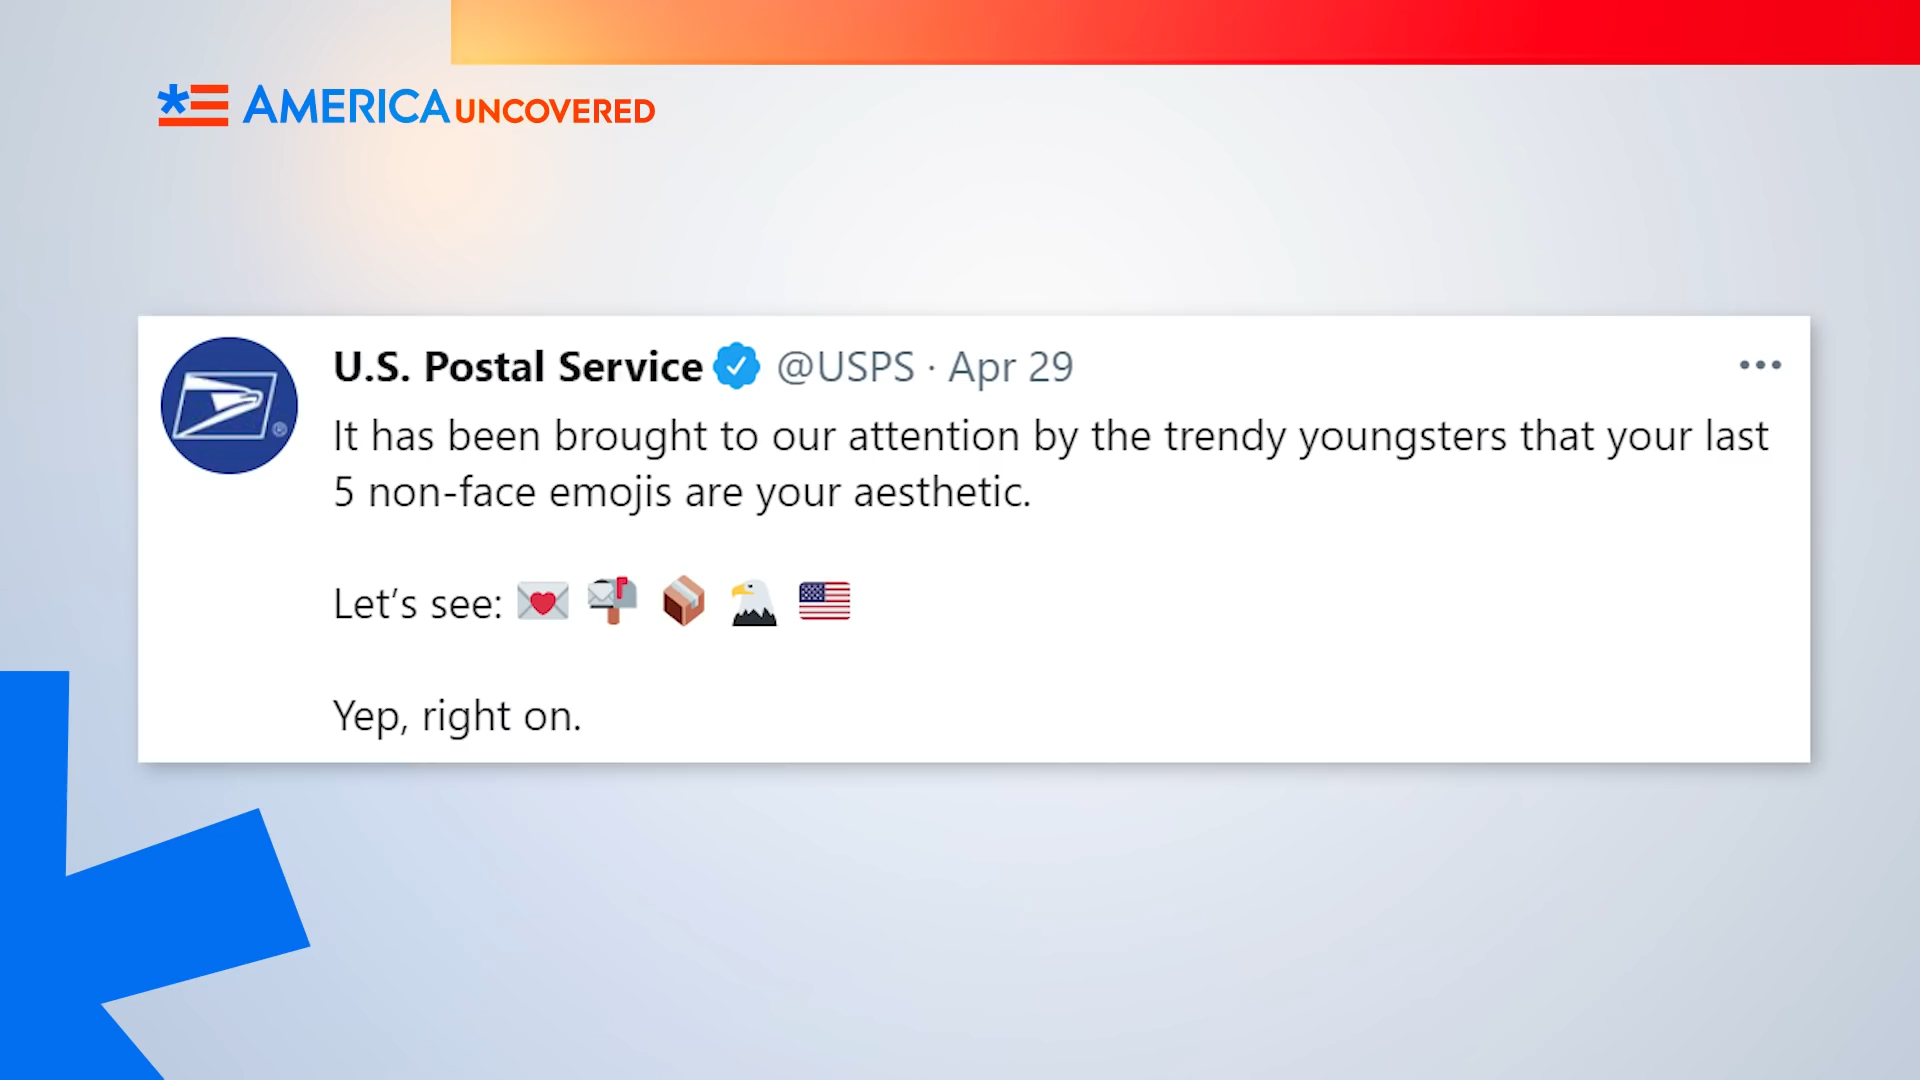 AMERICA UNCOVERED
U.S. Postal Service @USPS · Apr 29
It has been brought to our attention by the trendy youngsters that your last
5 non-face emojis are your aesthetic.
Let's see: 💌 📬 📦 🦅 🇺🇸
Yep, right on.